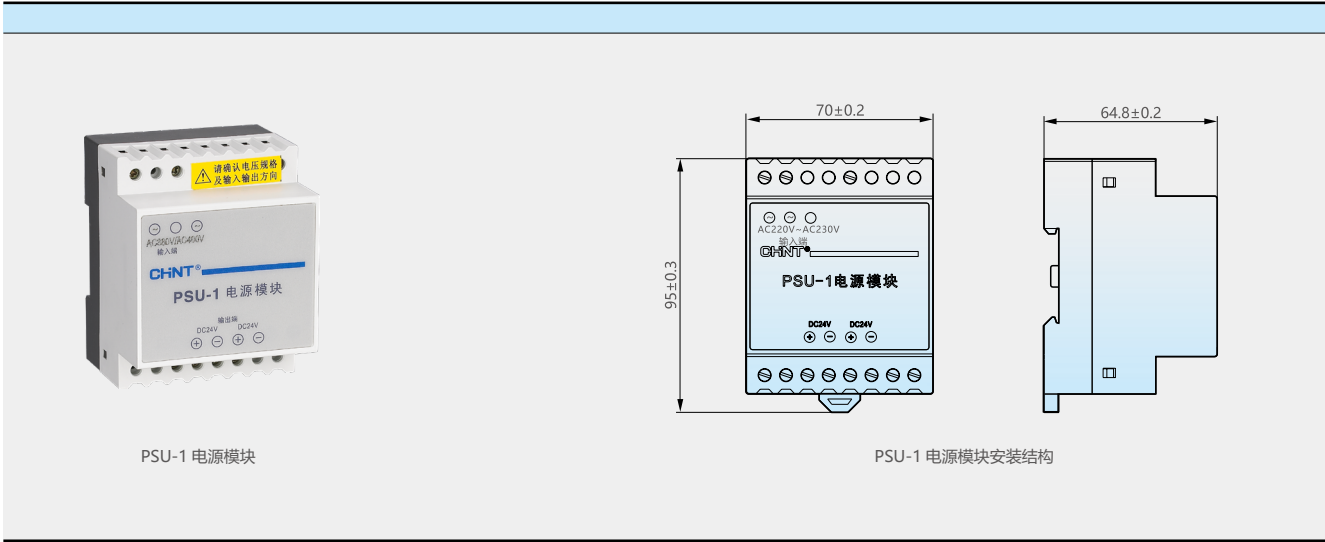 请确认电压规格
及输入输出方向
输入端
CHNT®
PSU-1 电源模块
输出端
DC24V DC24V
PSU-1 电源模块
70±0.2
95±0.3
AC220V~AC230V
输入端
CHNT
PSU-1电源模块
DC24V DC24V
64.8±0.2
PSU-1 电源模块安装结构